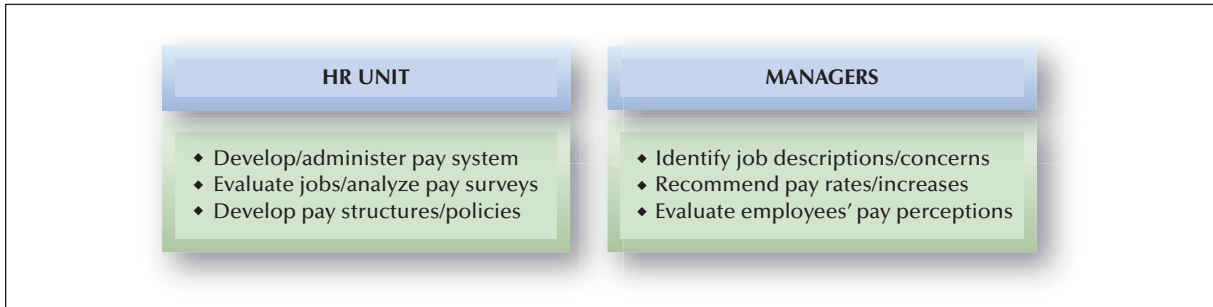 HR UNIT
◆ Develop/administer pay system
◆ Evaluate jobs/analyze pay surveys
◆ Develop pay structures/policies
MANAGERS
◆ Identify job descriptions/concerns
◆ Recommend pay rates/increases
◆ Evaluate employees’ pay perceptions